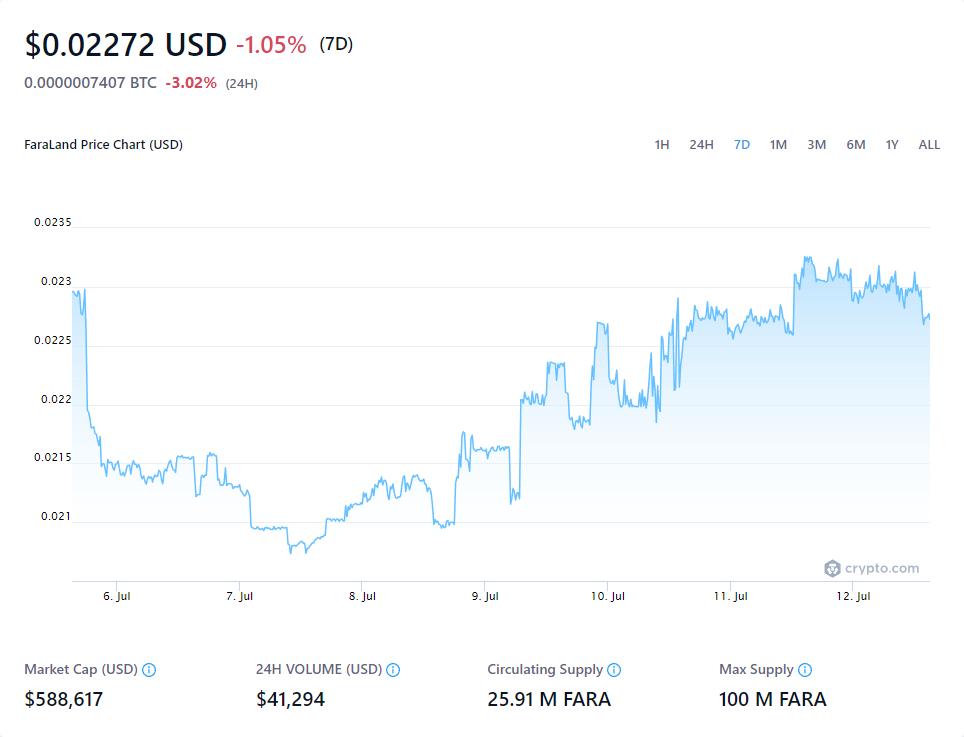 $0.02272 USD -1.05% (7D)
0.0000007407 BTC -3.02% (24H)
FaraLand Price Chart (USD)
1H 24H 7D 1M 3M 6M 1Y ALL
0.0235
0.023
0.0225
0.022
0.0215
0.021
crypto.com
6. Jul 7. Jul 8. Jul 9. Jul 10. Jul 11. Jul 12. Jul
Market Cap (USD) 24H VOLUME (USD) Circulating Supply Max Supply
$588,617 $41,294 25.91 M FARA 100 M FARA